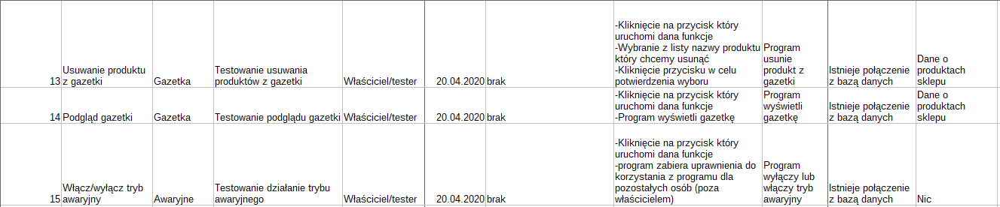 13
Usuwanie produktu
z gazetki
Gazetka
Testowanie usuwania
produktów z gazetki
Właściciel/tester
20.04.2020
brak
-Kliknięcie na przycisk który
uruchomi dana funkcje
-Wybranie z listy nazwy produktu
który chcemy usunąć
-Kliknięcie przycisku w celu
potwierdzenia wyboru
Program
usunie
produkt z
gazetki
Istnieje połączenie
z bazą danych
Dane o
produktach
sklepu
14
Podgląd gazetki
Gazetka
Testowanie podglądu gazetki
Właściciel/tester
20.04.2020
brak
-Kliknięcie na przycisk który
uruchomi dana funkcje
-Program wyświetli gazetkę
Program
wyświetli
gazetkę
Istnieje połączenie
z bazą danych
Dane o
produktach
sklepu
15
Włącz/wyłącz tryb
awaryjny
Awaryjne
Testowanie działanie trybu
awaryjnego
Właściciel/tester
20.04.2020
brak
-Kliknięcie na przycisk który
uruchomi dana funkcje
-program zabiera uprawnienia do
korzystania z programu dla
pozostałych osób (poza
właścicielem)
Program
wyłączy lub
włączy tryb
awaryjny
Istnieje połączenie
z bazą danych
Nic